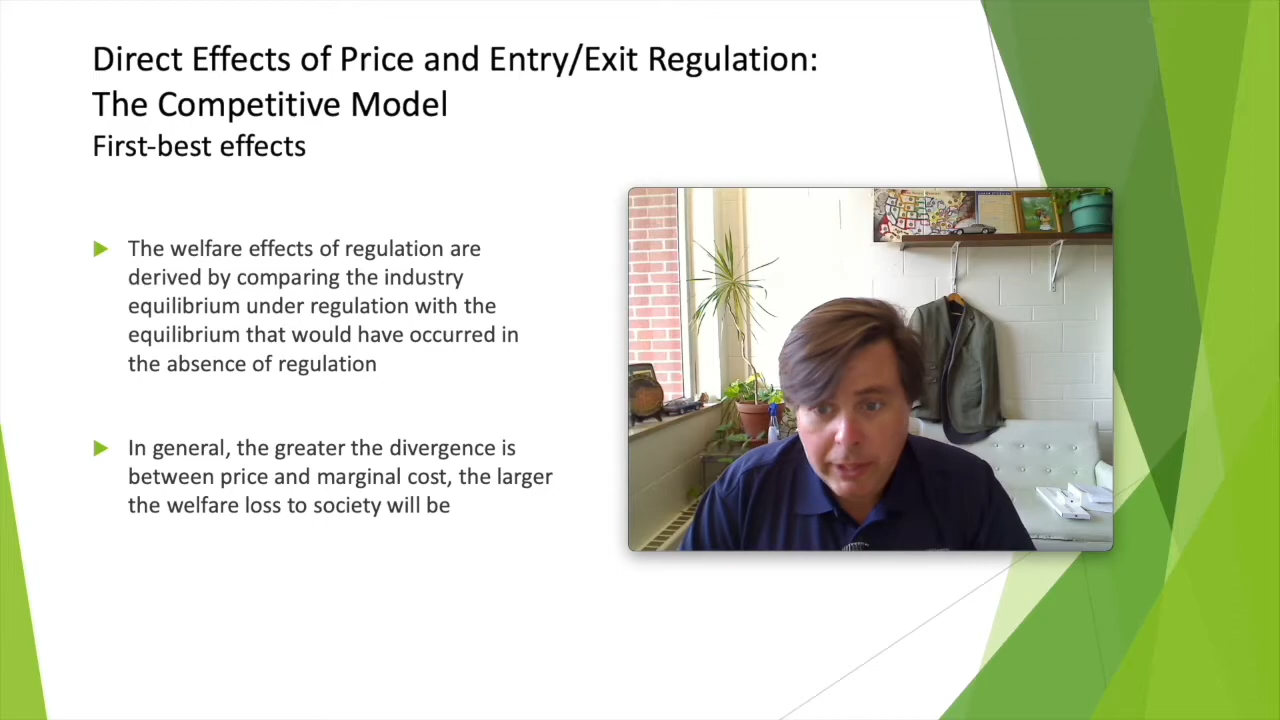 Direct Effects of Price and Entry/Exit Regulation:
The Competitive Model
First-best effects
The welfare effects of regulation are
derived by comparing the industry
equilibrium under regulation with the
equilibrium that would have occurred in
the absence of regulation
In general, the greater the divergence is
between price and marginal cost, the larger
the welfare loss to society will be